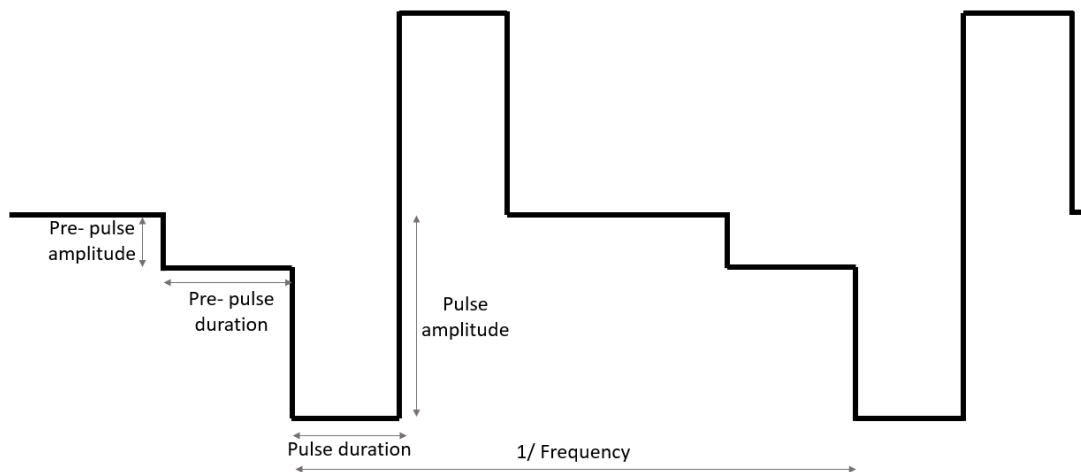 Pre- pulse
amplitude
Pre- pulse
duration
Pulse
amplitude
Pulse duration
1/ Frequency